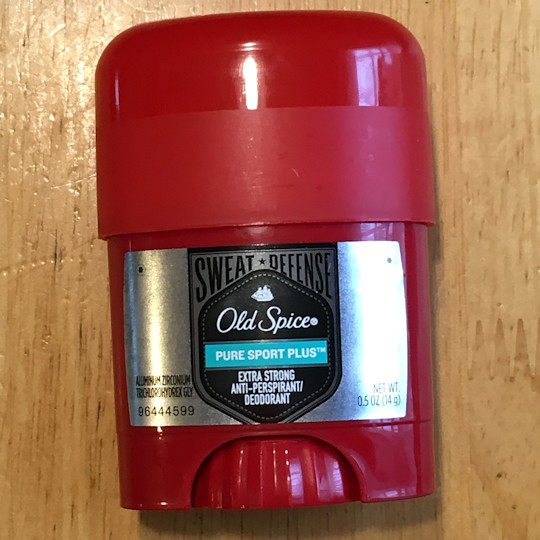 SWEAT★DEFENSE
Old Spice®
PURE SPORT PLUS™
EXTRA STRONG
ANTI-PERSPIRANT/
DEODORANT
ALUMINUM ZIRCONIUM
TRICHLOROHYDREX GLY
96444599
NET WT.
0.5 OZ (14 g)